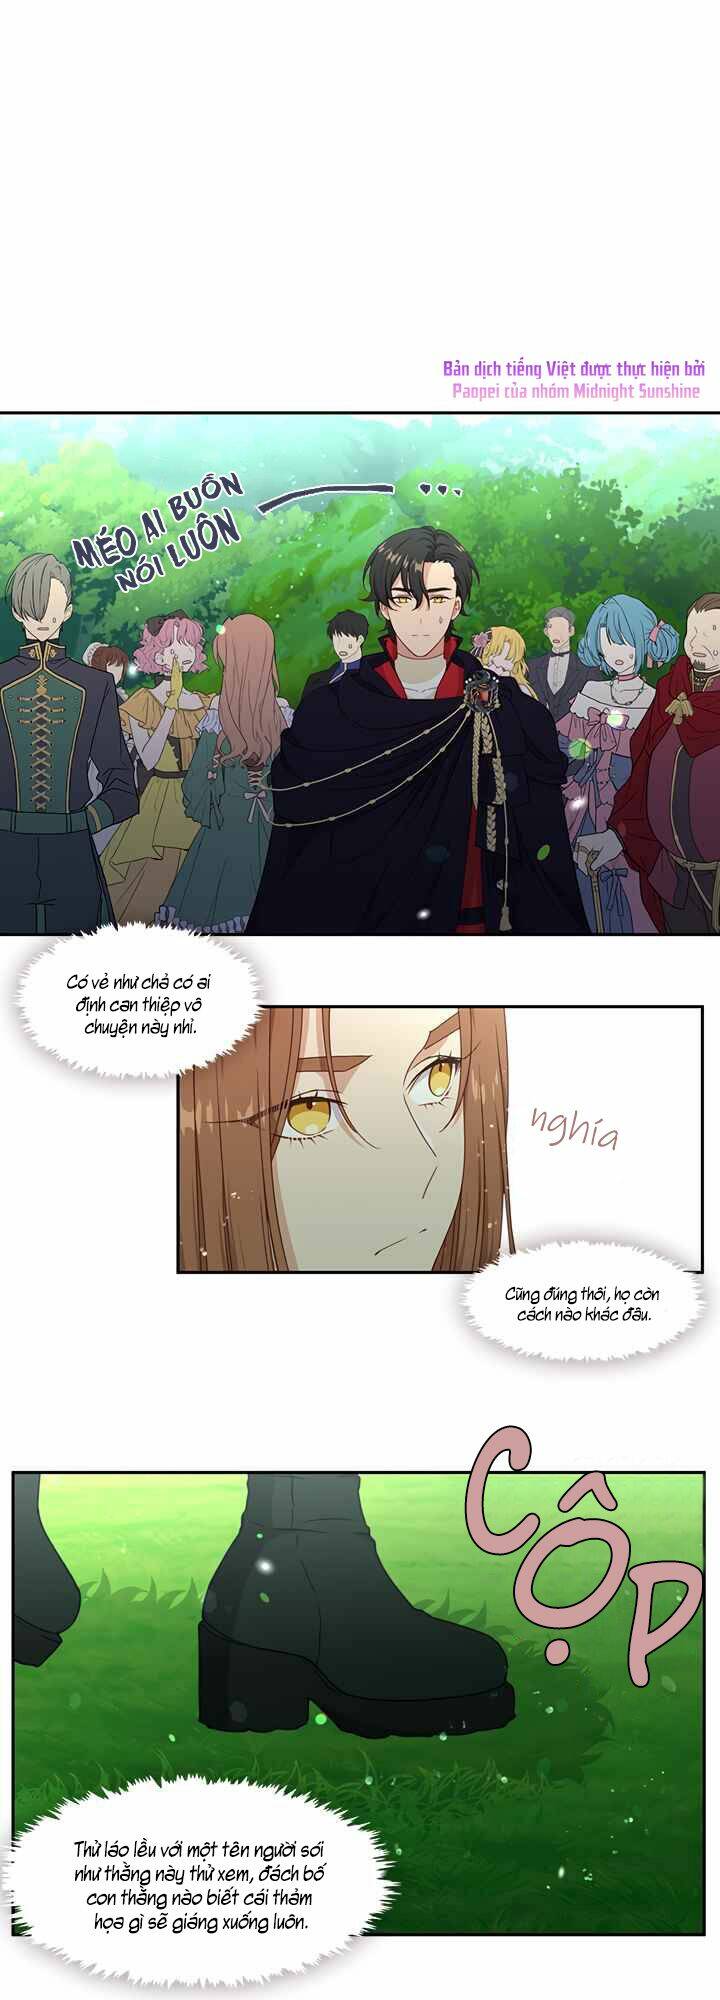 Bản dịch tiếng Việt được thực hiện bởi
Paopei của nhóm Midnight Sunshine
MÉO AI BUỒN
NÓI LUÔN
Có vẻ như chả có ai
định can thiệp vô
chuyện này nhỉ.
nghía
Cũng đúng thôi, họ còn
cách nào khác đâu.
CỘP
Thử láo lều với một tên người sói
như thằng này thử xem, đách bố
con thằng nào biết cái thảm
họa gì sẽ giáng xuống luôn.